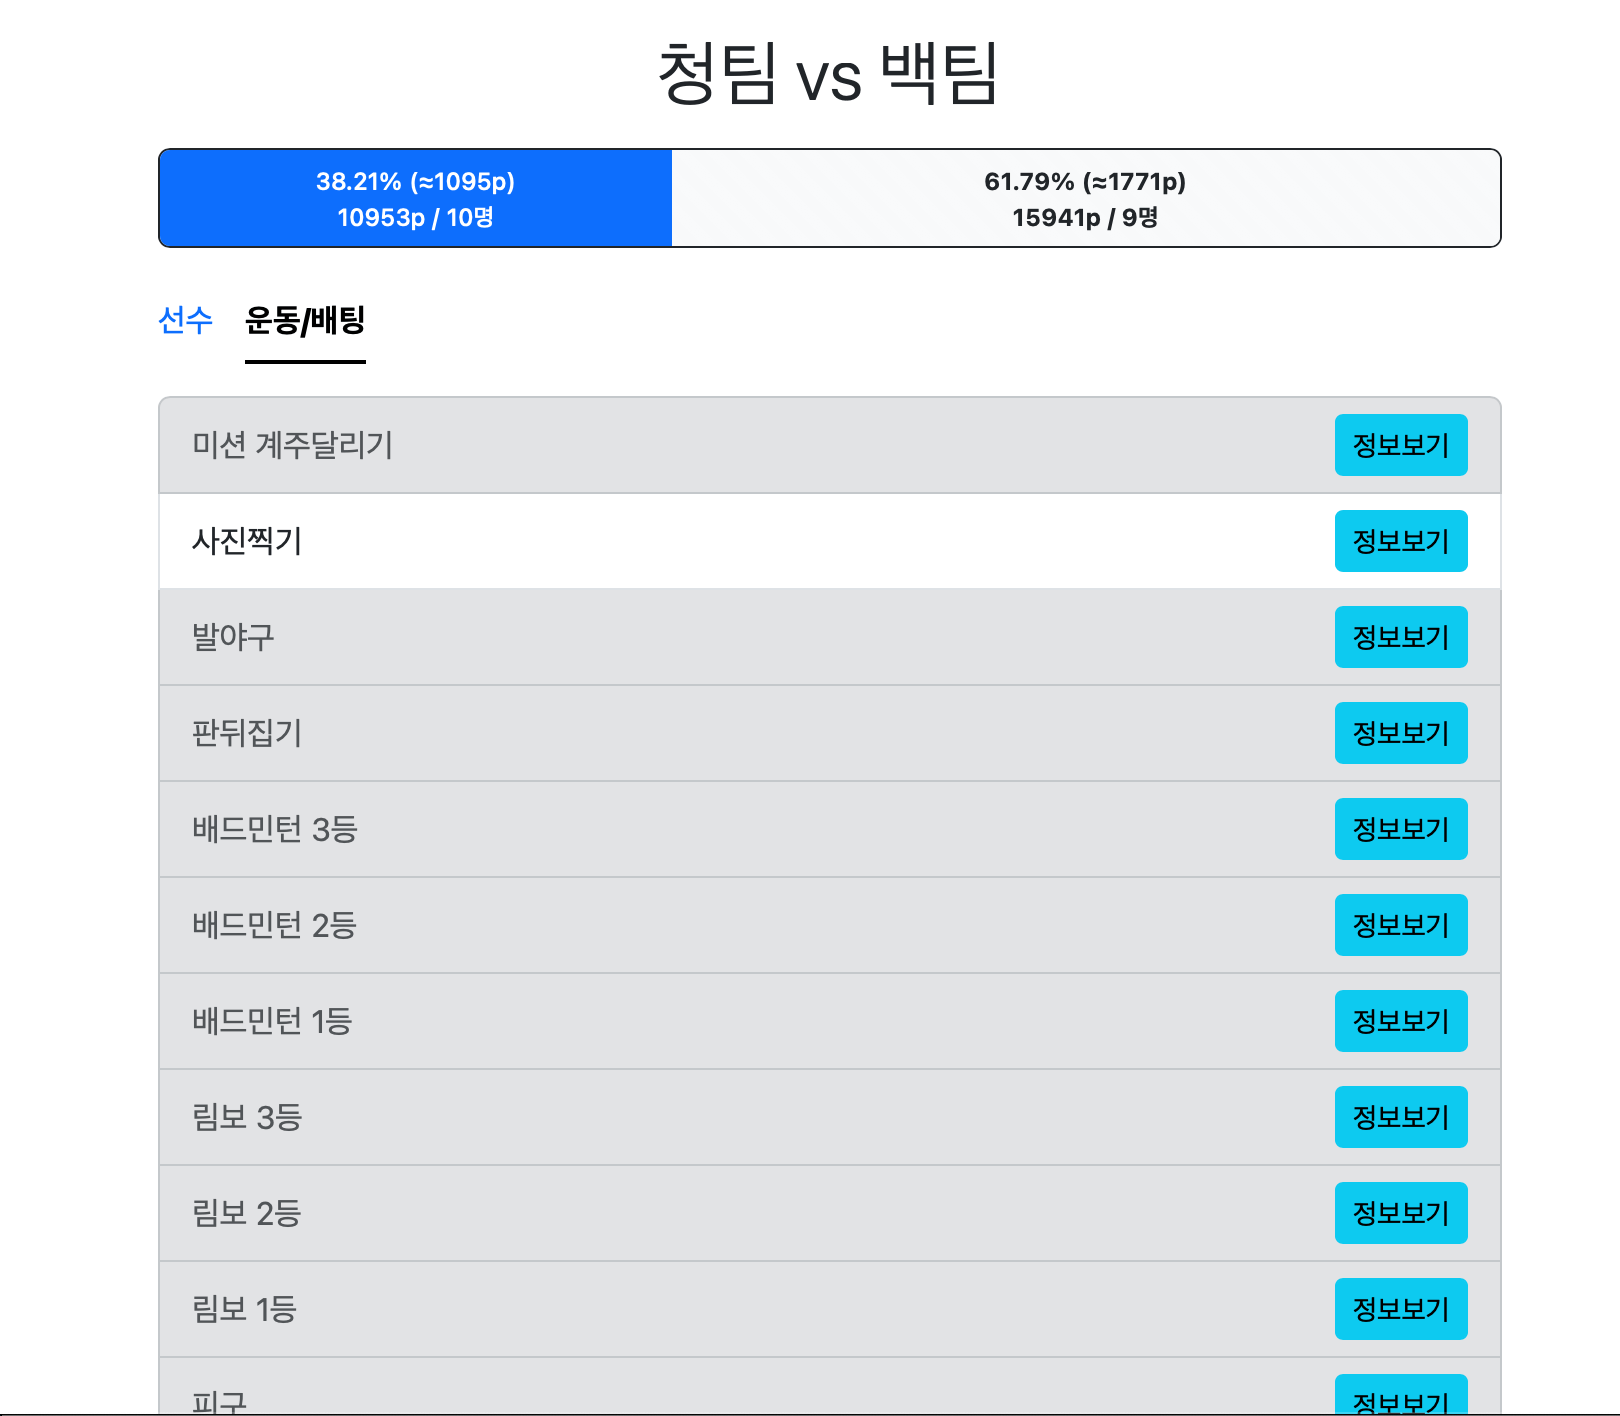 청팀 vs 백팀
38.21% (≈1095p)
10953p / 10명
61.79% (≈1771p)
15941p / 9명
선수 운동/배팅
미션 계주달리기 정보보기
사진찍기 정보보기
발야구 정보보기
판뒤집기 정보보기
배드민턴 3등 정보보기
배드민턴 2등 정보보기
배드민턴 1등 정보보기
림보 3등 정보보기
림보 2등 정보보기
림보 1등 정보보기
피구 정보보기